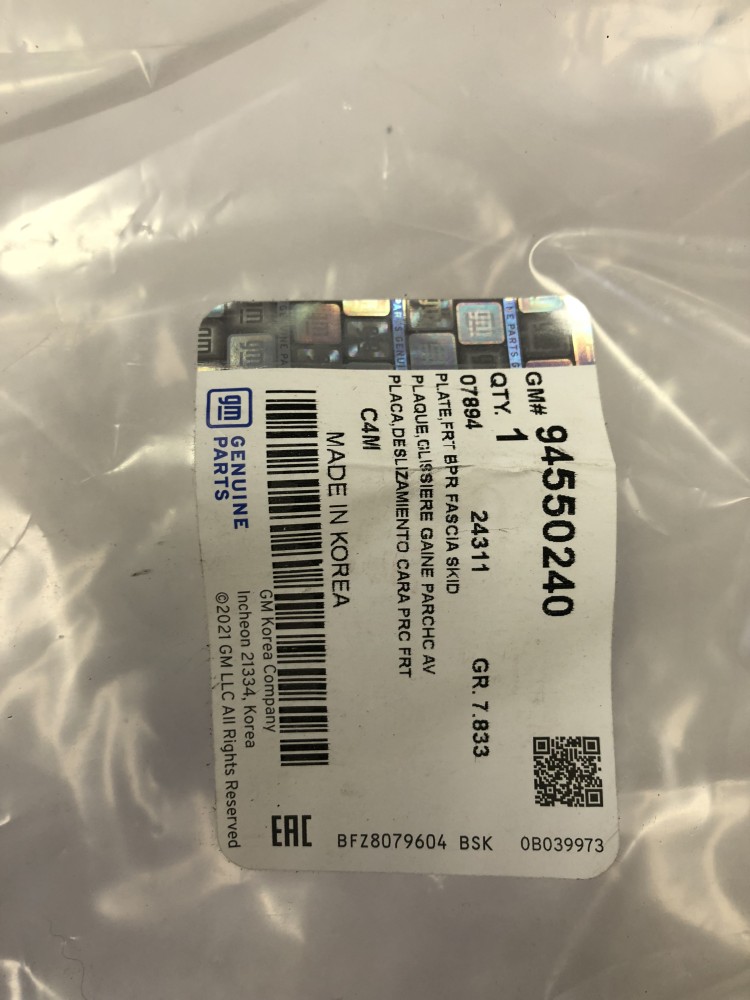 GM# 94550240
QTY. 1
07894 24311 GR. 7.833
PLATE,FRT BPR FASCIA SKID
PLAQUE,GLISSIERE GAINE PARCHC AV
PLACA,DESLIZAMIENTO CARA PRC FRT
C4M
MADE IN KOREA
gm GENUINE
PARTS
GM Korea Company
Incheon 21334, Korea
©2021 GM LLC All Rights Reserved
EAC
BFZ8079604 BSK 0B039973